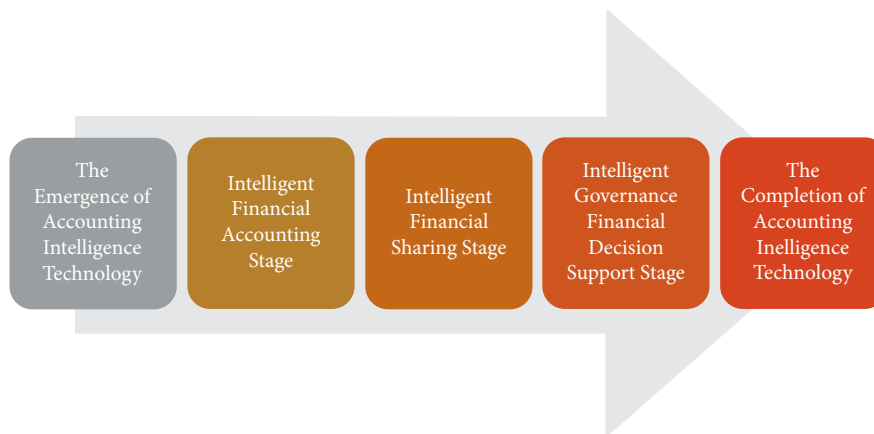 The
Emergence of
Accounting
Intelligence
Technology
Intelligent
Financial
Accounting
Stage
Intelligent
Financial
Sharing Stage
Intelligent
Governance
Financial
Decision
Support Stage
The
Completion of
Accounting
Inelligence
Technology